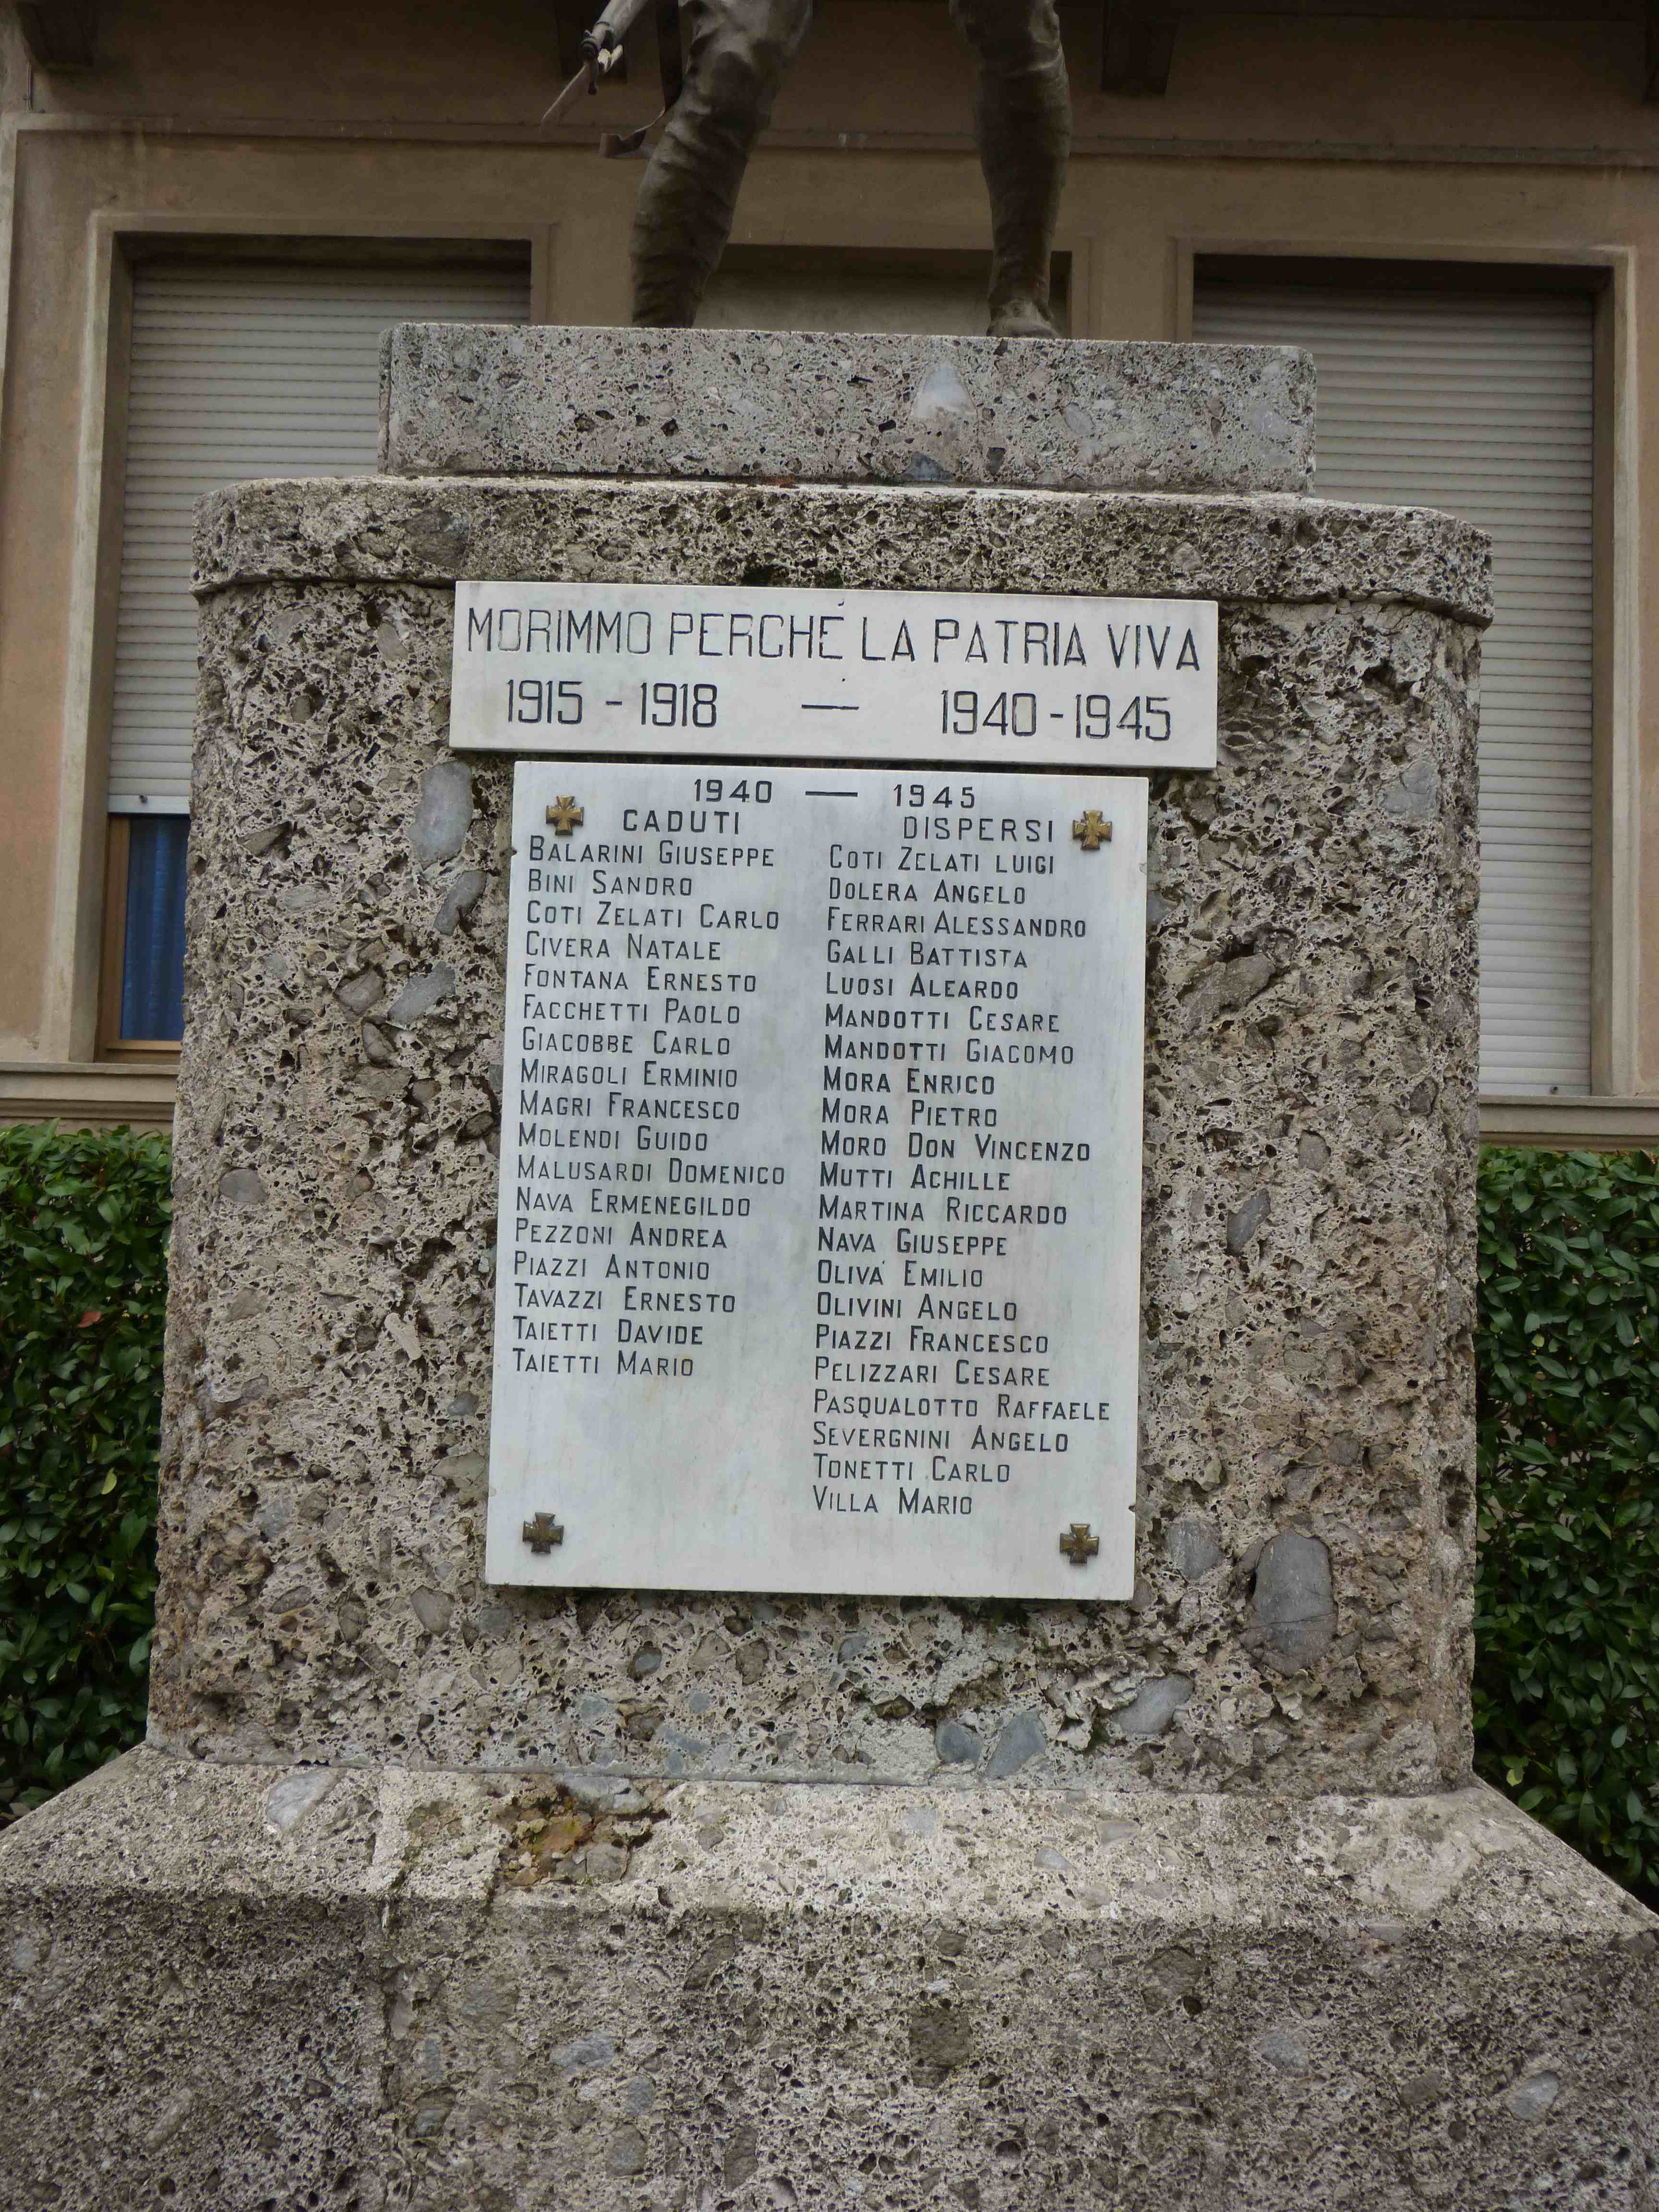 MORIMMO PERCHÉ LA PATRIA VIVA
1915 - 1918 — 1940 - 1945
1940 — 1945
CADUTI
BALARINI GIUSEPPE
BINI SANDRO
COTI ZELATI CARLO
CIVERA NATALE
FONTANA ERNESTO
FACCHETTI PAOLO
GIACOBBE CARLO
MIRAGOLI ERMINIO
MAGRI FRANCESCO
MOLENDI GUIDO
MALUSARDI DOMENICO
NAVA ERMENEGILDO
PEZZONI ANDREA
PIAZZI ANTONIO
TAVAZZI ERNESTO
TAIETTI DAVIDE
TAIETTI MARIO
DISPERSI
COTI ZELATI LUIGI
DOLERA ANGELO
FERRARI ALESSANDRO
GALLI BATTISTA
LUOSI ALEARDO
MANDOTTI CESARE
MANDOTTI GIACOMO
MORA ENRICO
MORA PIETRO
MORO DON VINCENZO
MUTTI ACHILLE
MARTINA RICCARDO
NAVA GIUSEPPE
OLIVA EMILIO
OLIVINI ANGELO
PIAZZI FRANCESCO
PELIZZARI CESARE
PASQUALOTTO RAFFAELE
SEVERGNINI ANGELO
TONETTI CARLO
VILLA MARIO